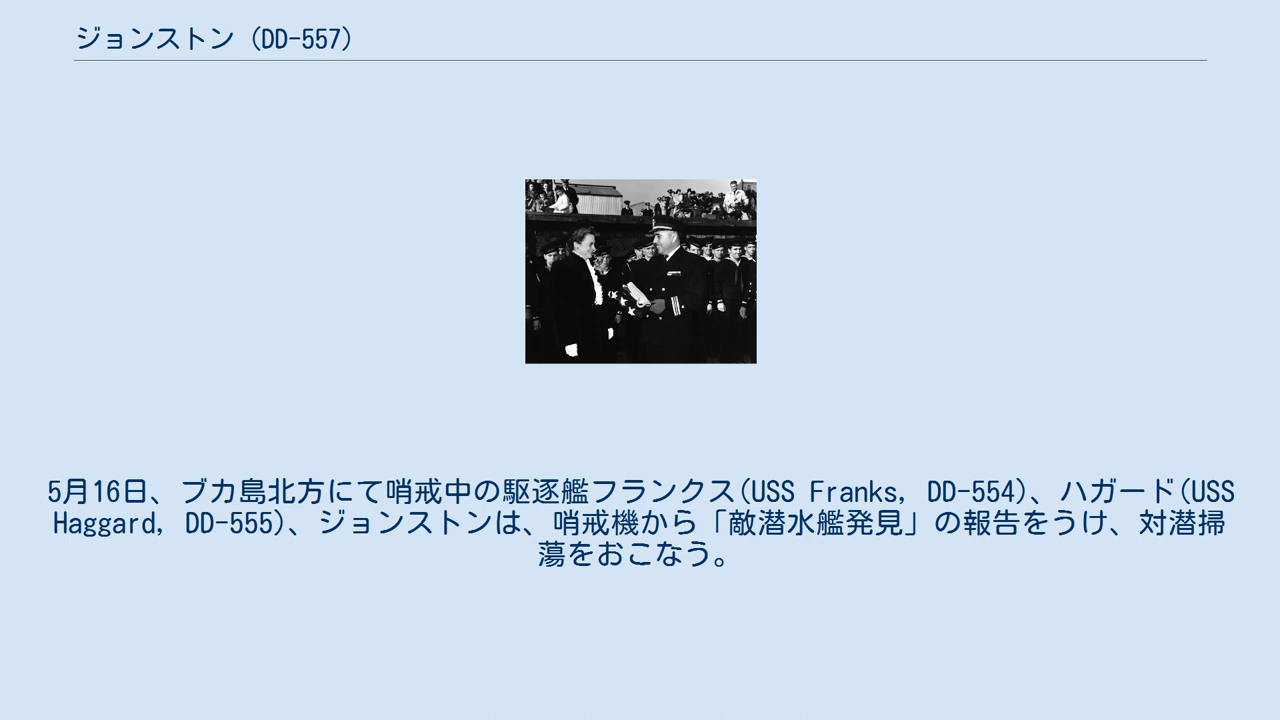 ジョンストン (DD-557)
5月16日、ブカ島北方にて哨戒中の駆逐艦フランクス(USS Franks, DD-554)、ハガード(USS
Haggard, DD-555)、ジョンストンは、哨戒機から「敵潜水艦発見」の報告をうけ、対潜掃
蕩をおこなう。